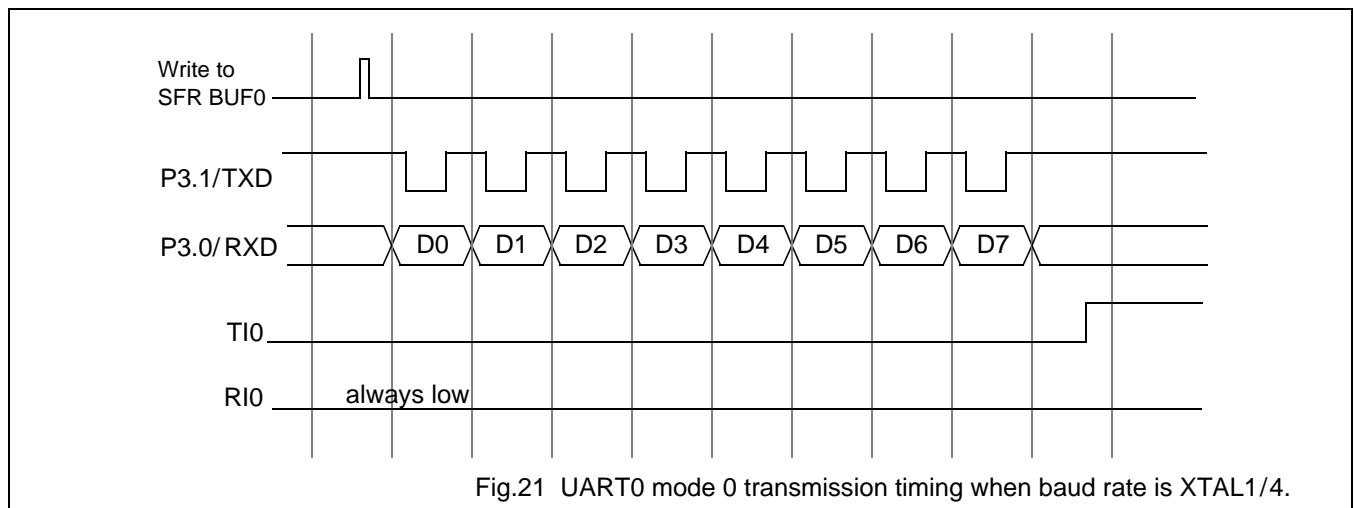 Write to
SFR BUF0
P3.1/TXD
P3.0/RXD D0 D1 D2 D3 D4 D5 D6 D7
TI0
RI0 always low
Fig.21 UART0 mode 0 transmission timing when baud rate is XTAL1/4.